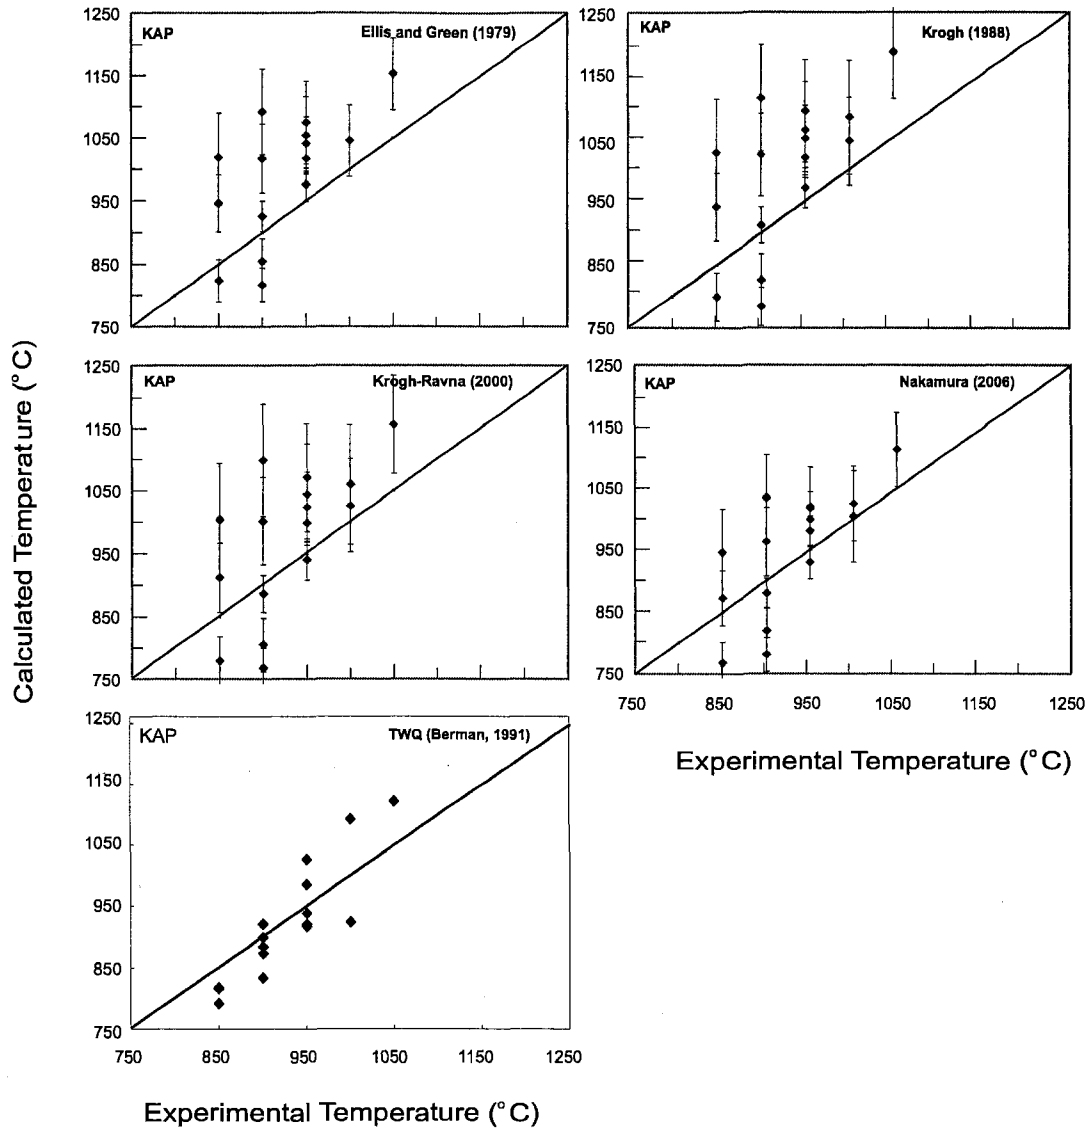 KAP
Ellis and Green (1979)
1250
1150
1050
950
850
750
KAP
Krogh (1988)
1250
1150
1050
950
850
750
KAP
Krogh-Ravna (2000)
1250
1150
1050
950
850
750
KAP
Nakamura (2006)
1250
1150
1050
950
850
750
750 850 950 1050 1150 1250
Calculated Temperature (°C)
Experimental Temperature (°C)
KAP
TWQ (Berman, 1991)
1250
1150
1050
950
850
750
750 850 950 1050 1150 1250
Experimental Temperature (°C)